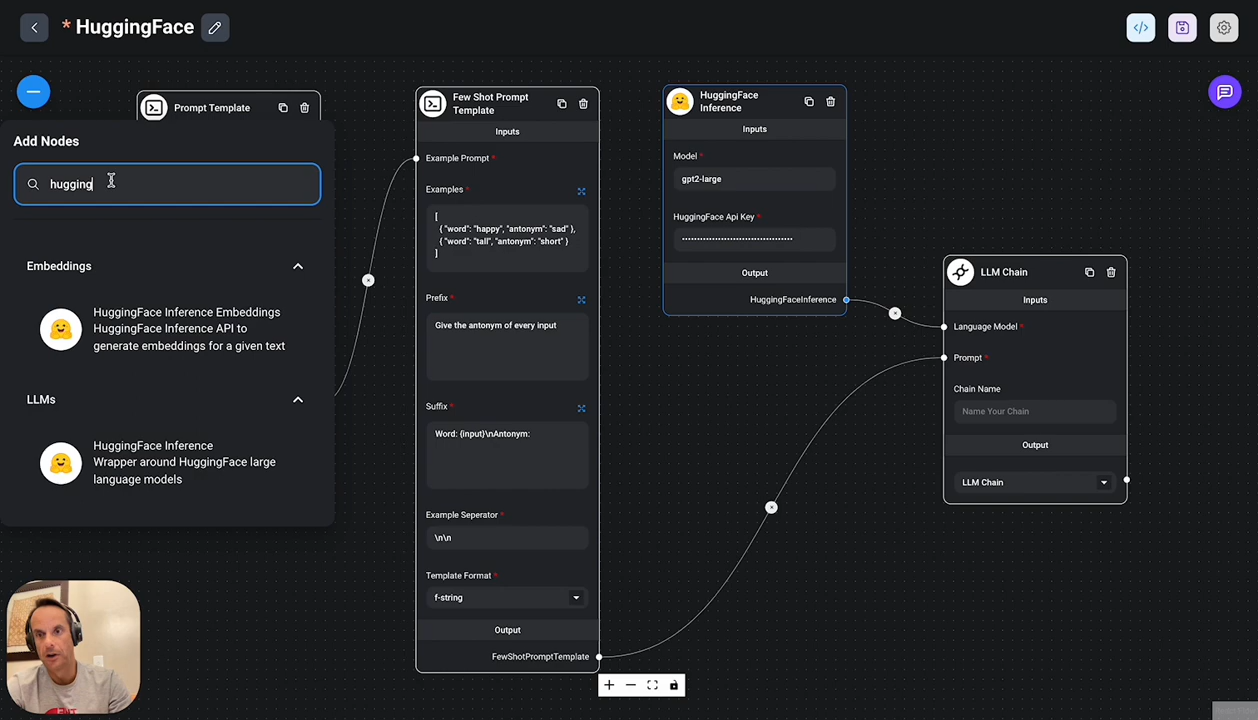 * HuggingFace
Prompt Template
Add Nodes
hugging
Embeddings
HuggingFace Inference Embeddings
HuggingFace Inference API to
generate embeddings for a given text
LLMs
HuggingFace Inference
Wrapper around HuggingFace large
language models
Few Shot Prompt
Template
Inputs
Example Prompt *
Examples *
[
{ "word": "happy", "antonym": "sad" },
{ "word": "tall", "antonym": "short" }
]
Prefix *
Give the antonym of every input
Suffix *
Word: {input}\nAntonym:
Example Seperator *
\n\n
Template Format *
f-string
Output
FewShotPromptTemplate
HuggingFace
Inference
Inputs
Model *
gpt2-large
HuggingFace Api Key *
Output
HuggingFaceInference
LLM Chain
Inputs
Language Model *
Prompt *
Chain Name
Name Your Chain
Output
LLM Chain